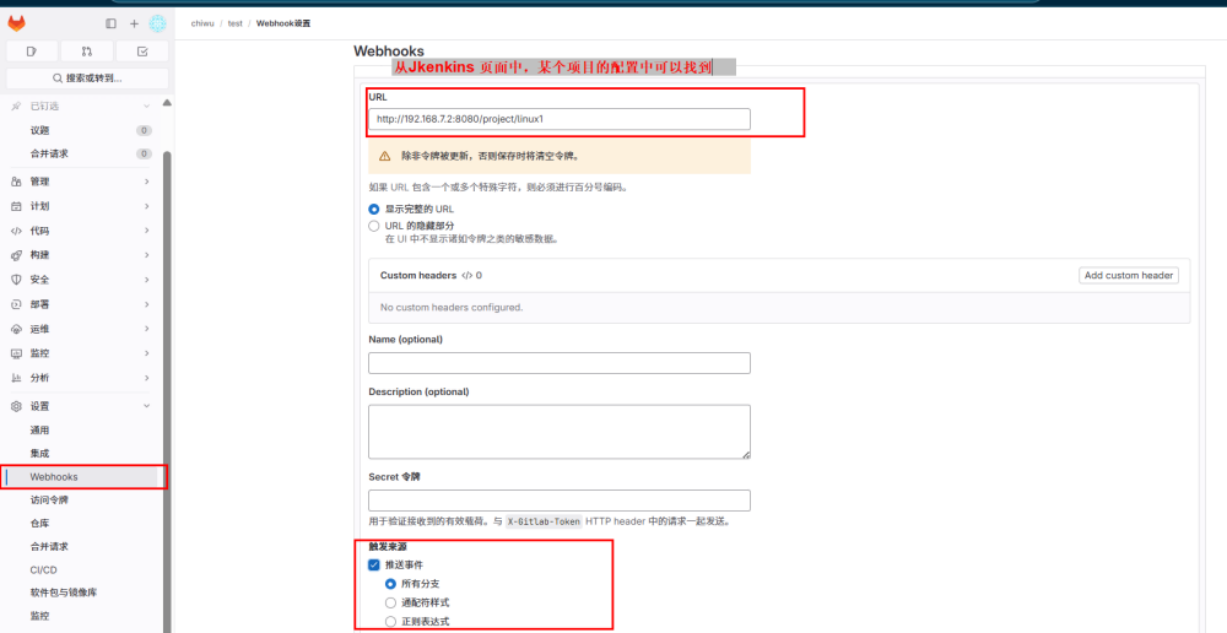 chiwu / test / Webhook设置
搜索或转到...
已钉选
议题 0
合并请求 0
管理
计划
代码
构建
安全
部署
运维
监控
分析
设置
通用
集成
Webhooks
访问令牌
仓库
合并请求
CI/CD
软件包与镜像库
监控
Webhooks
从Jkenkins 页面中，某个项目的配置中可以找到
URL
http://192.168.7.2:8080/project/linux1
除非令牌被更新，否则保存时将清空令牌。
如果 URL 包含一个或多个特殊字符，则必须进行百分号编码。
显示完整的 URL
URL 的隐藏部分
在 UI 中不显示诸如令牌之类的敏感数据。
Custom headers </> 0
Add custom header
No custom headers configured.
Name (optional)
Description (optional)
Secret 令牌
用于验证接收到的有效载荷。与 X-Gitlab-Token HTTP header 中的请求一起发送。
触发来源
推送事件
所有分支
通配符样式
正则表达式